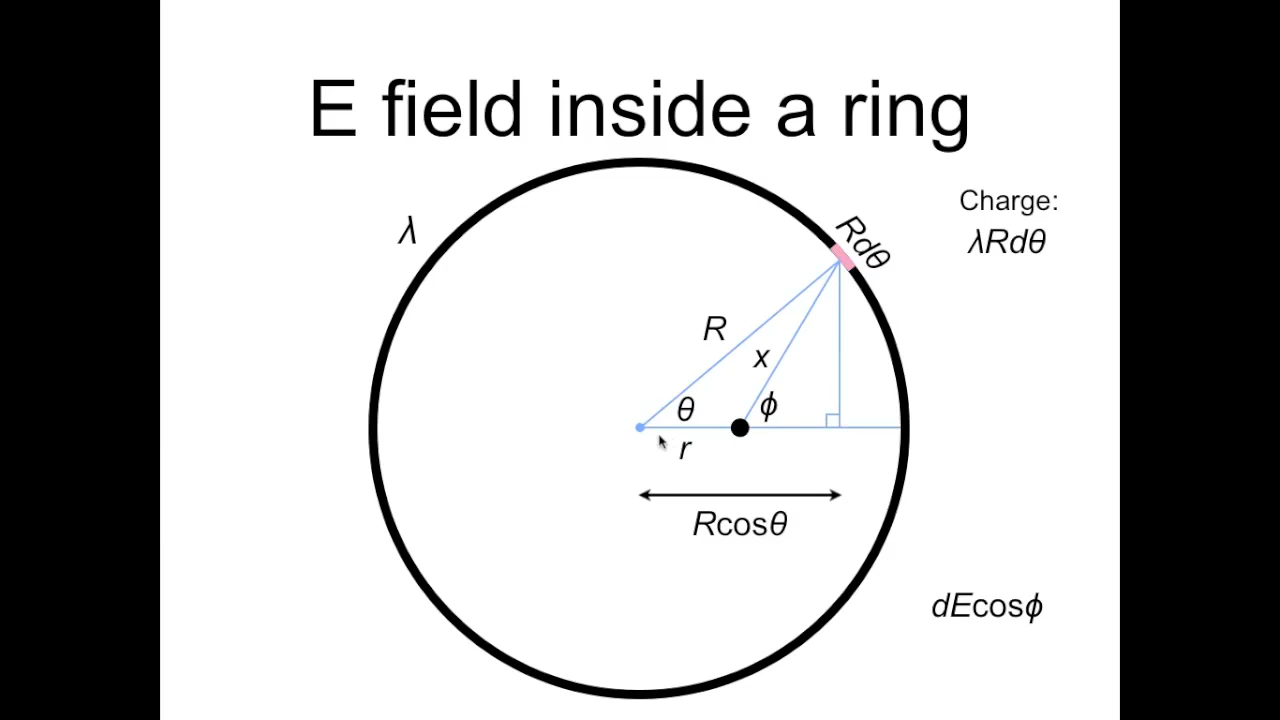 E field inside a ring
λ
Rdθ
Charge:
λRdθ
R
x
θ
ϕ
r
Rcosθ
dEcosϕ